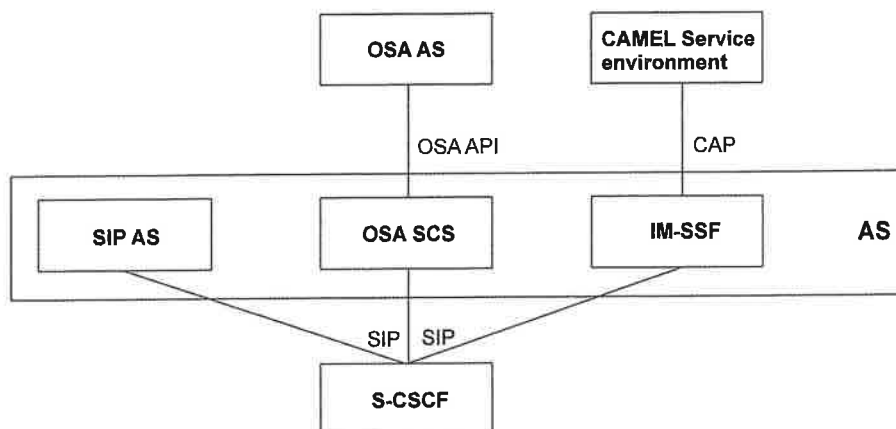 OSA AS
CAMEL Service
environment
OSA API
CAP
SIP AS
OSA SCS
IM-SSF
AS
SIP
SIP
S-CSCF